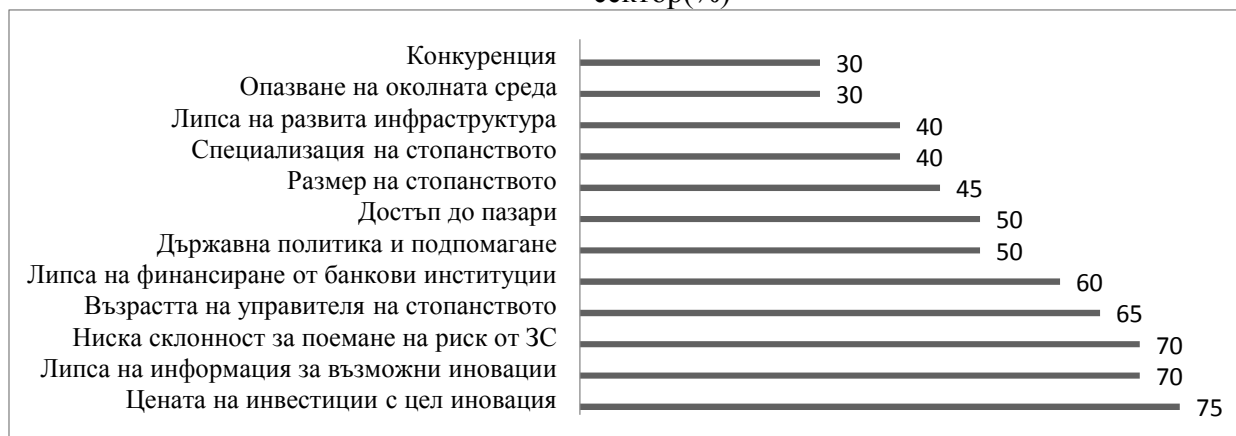 сектор(%)
Конкуренция 30
Опазване на околната среда 30
Липса на развита инфраструктура 40
Специализация на стопанството 40
Размер на стопанството 45
Достъп до пазари 50
Държавна политика и подпомагане 50
Липса на финансиране от банкови институции 60
Възрастта на управителя на стопанството 65
Ниска склонност за поемане на риск от ЗС 70
Липса на информация за възможни иновации 70
Цената на инвестиции с цел иновация 75